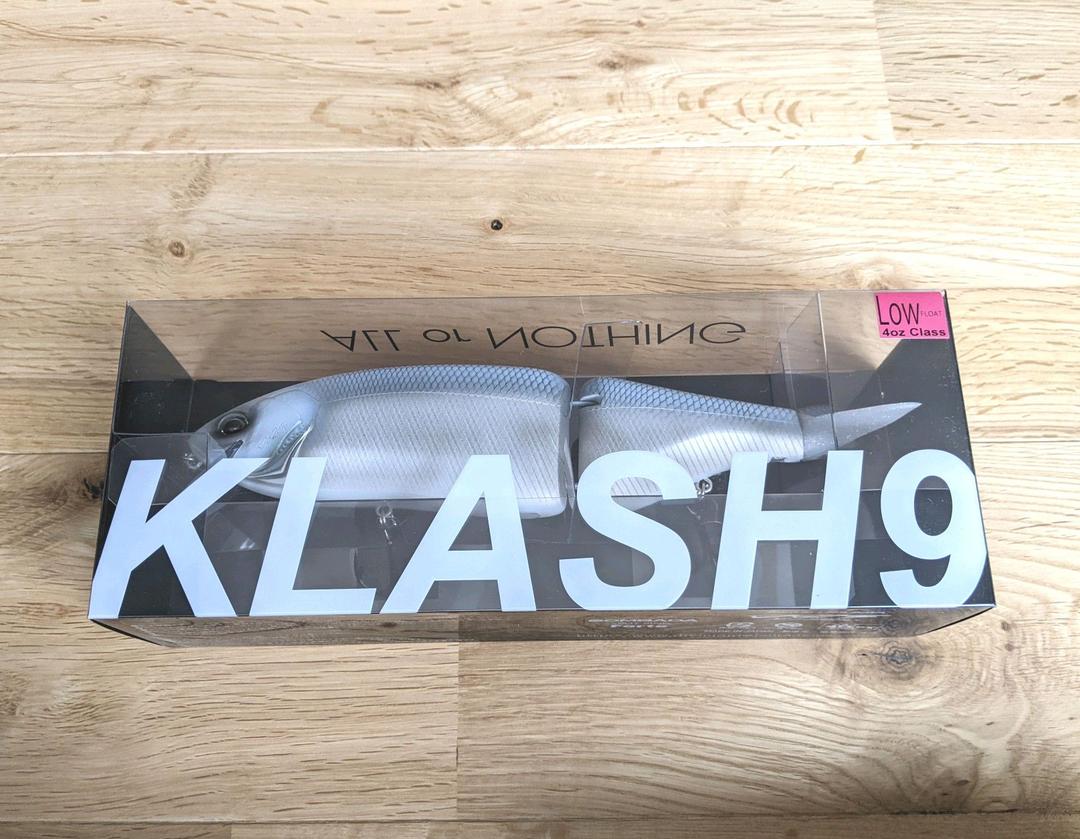 ALL or NOTHING
LOW FLOAT
4oz Class
KLASH9